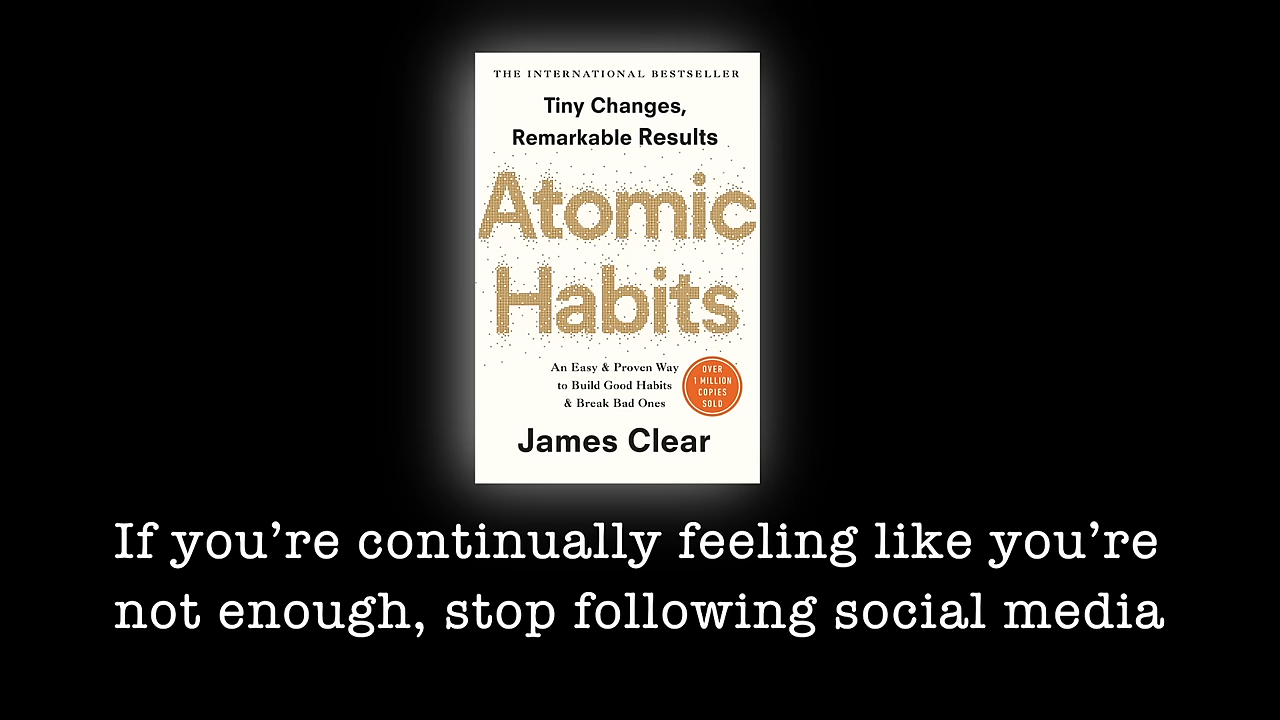 THE INTERNATIONAL BESTSELLER
Tiny Changes,
Remarkable Results
Atomic
Habits
An Easy & Proven Way
to Build Good Habits
& Break Bad Ones
OVER
1 MILLION
COPIES
SOLD
James Clear
If you’re continually feeling like you’re
not enough, stop following social media